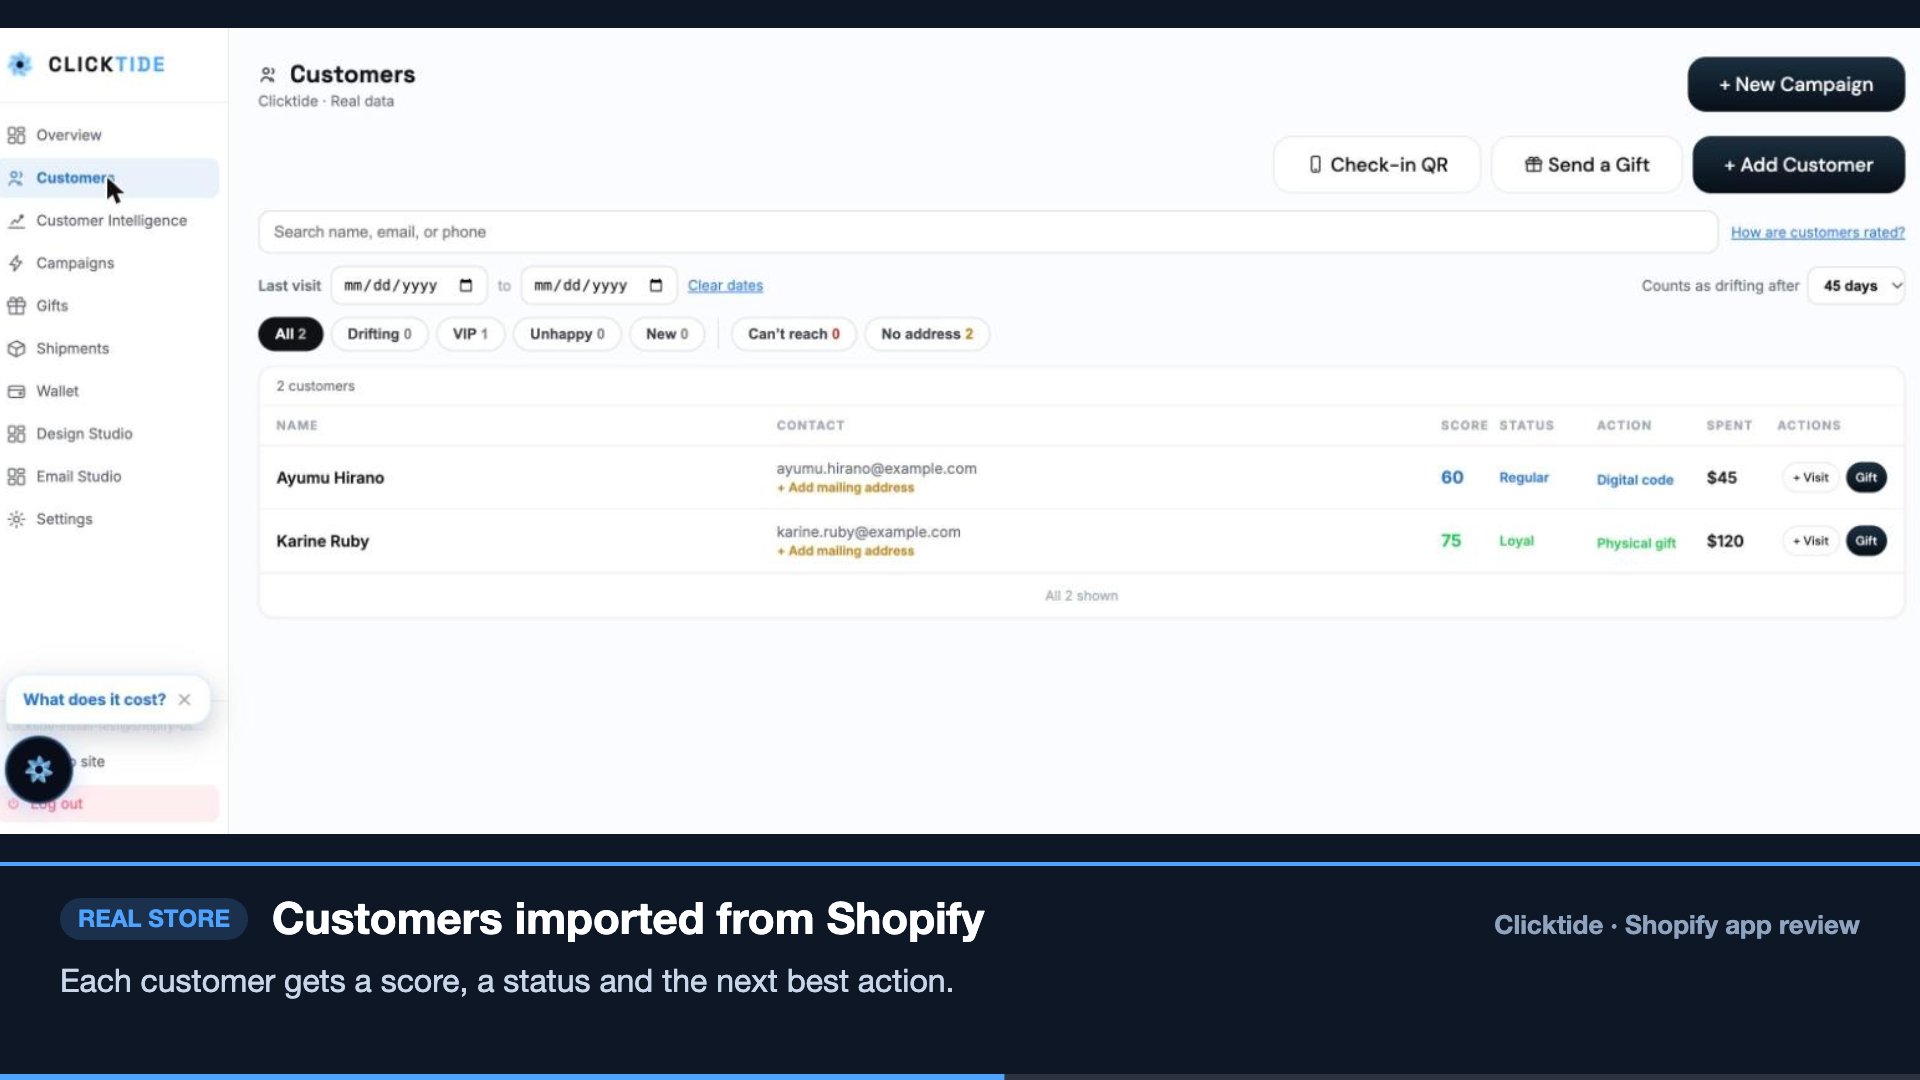 CLICKTIDE
Overview
Customers
Customer Intelligence
Campaigns
Gifts
Shipments
Wallet
Design Studio
Email Studio
Settings
What does it cost?
site
Log out
Customers
Clicktide · Real data
+ New Campaign
Check-in QR
Send a Gift
+ Add Customer
Search name, email, or phone
How are customers rated?
Last visit mm/dd/yyyy to mm/dd/yyyy Clear dates
Counts as drifting after 45 days
All 2 Drifting 0 VIP 1 Unhappy 0 New 0 Can't reach 0 No address 2
2 customers
NAME CONTACT SCORE STATUS ACTION SPENT ACTIONS
Ayumu Hirano ayumu.hirano@example.com 60 Regular Digital code $45 + Visit Gift
+ Add mailing address
Karine Ruby karine.ruby@example.com 75 Loyal Physical gift $120 + Visit Gift
+ Add mailing address
All 2 shown
REAL STORE Customers imported from Shopify
Clicktide · Shopify app review
Each customer gets a score, a status and the next best action.